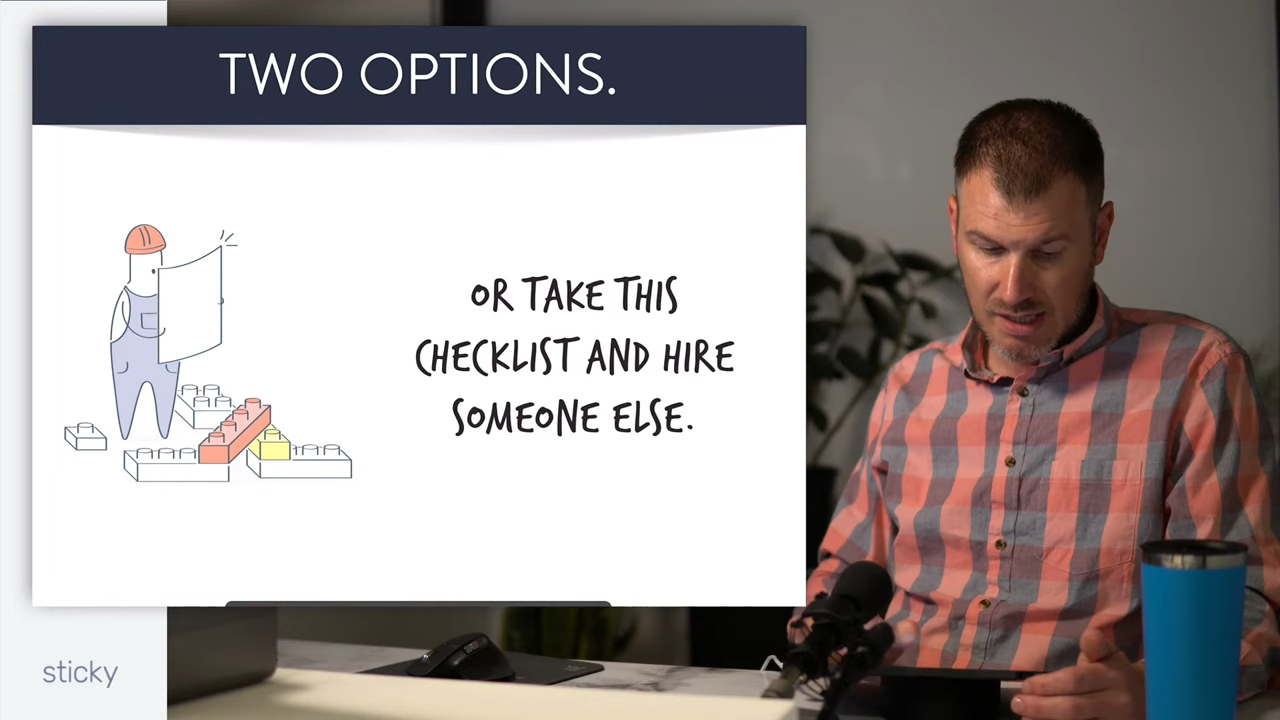 TWO OPTIONS.
OR TAKE THIS
CHECKLIST AND HIRE
SOMEONE ELSE.
sticky